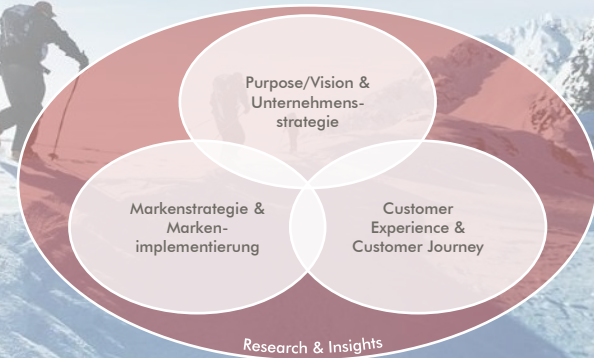 Purpose/Vision &
Unternehmens-
strategie
Markenstrategie &
Marken-
implementierung
Customer
Experience &
Customer Journey
Research & Insights